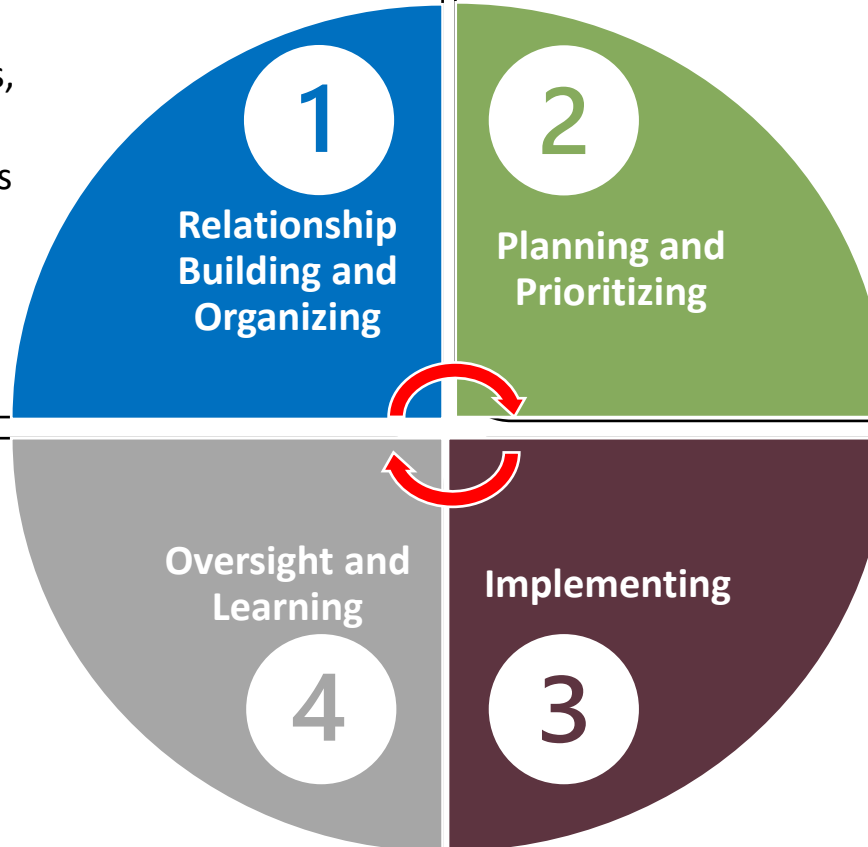 s,
s
1
Relationship
Building and
Organizing
2
Planning and
Prioritizing
Implementing
3
Oversight and
Learning
4